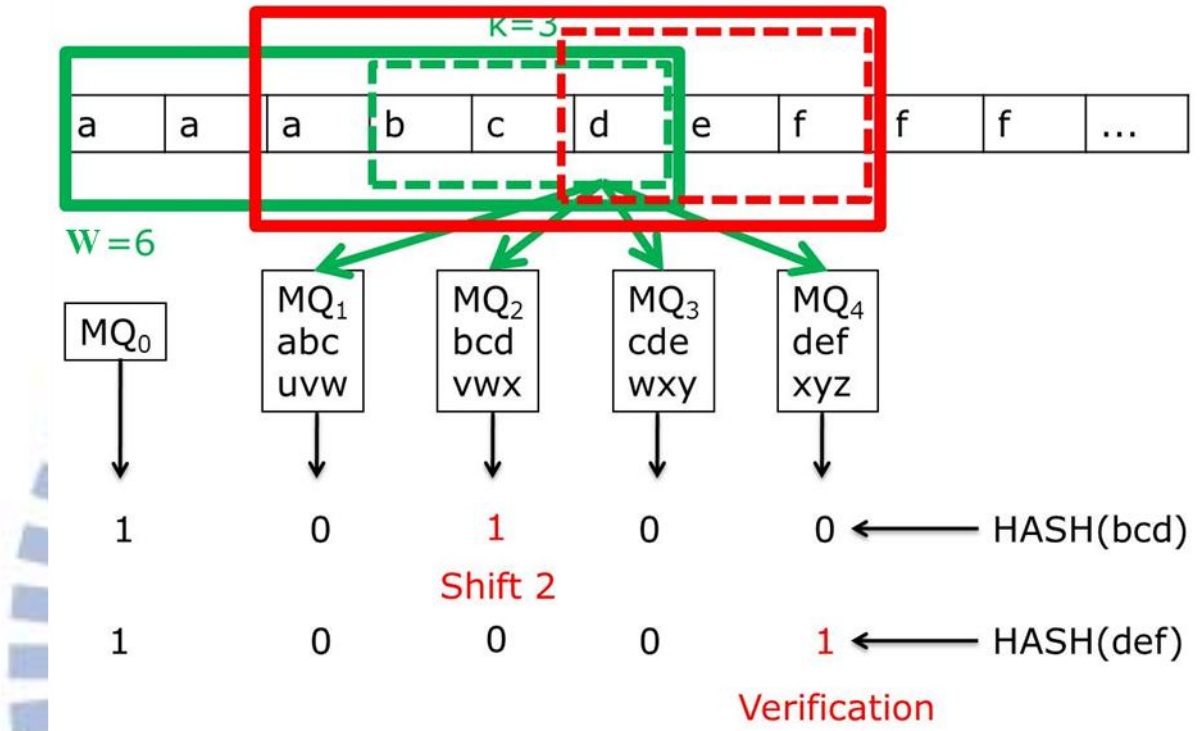 k=3
a a a b c d e f f f ...
W=6
MQ₀
MQ₁
abc
uvw
MQ₂
bcd
vwx
MQ₃
cde
wxy
MQ₄
def
xyz
1 0 1 0 0 HASH(bcd)
Shift 2
1 0 0 0 1 HASH(def)
Verification